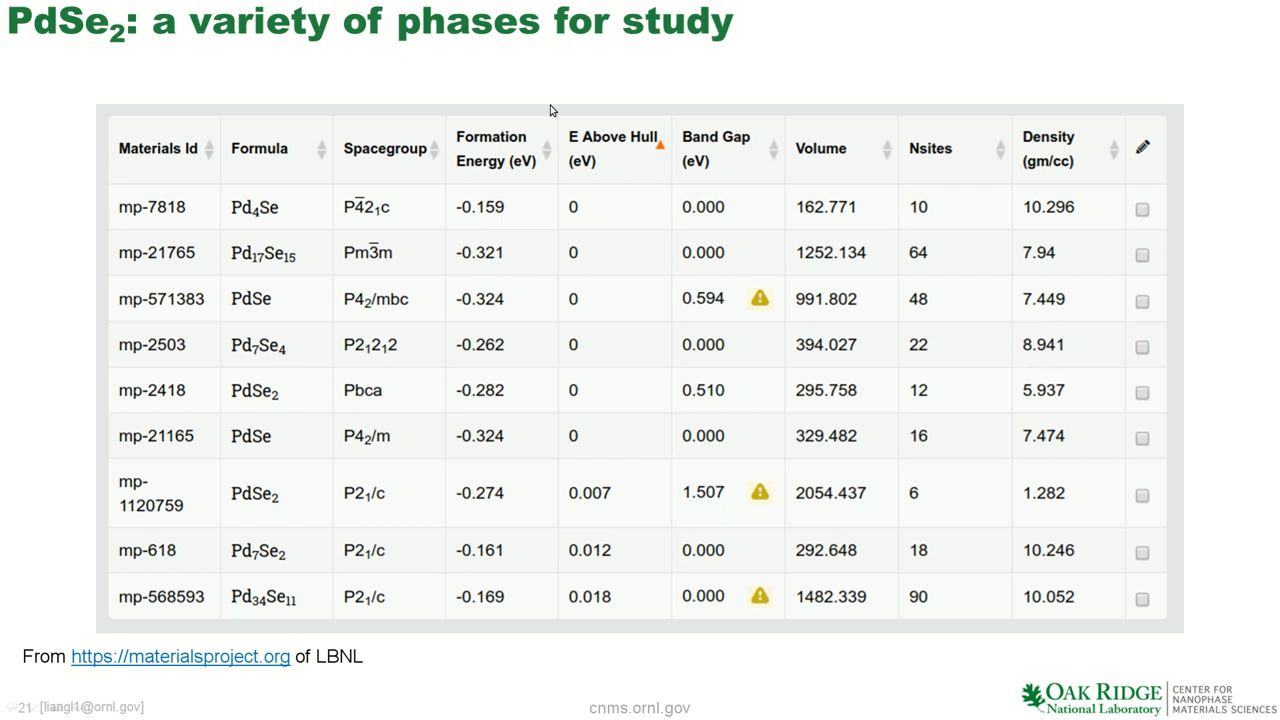 PdSe₂: a variety of phases for study
Materials Id Formula Spacegroup Formation Energy (eV) E Above Hull (eV) Band Gap (eV) Volume Nsites Density (gm/cc)
mp-7818 Pd₄Se P4̅2₁c -0.159 0 0.000 162.771 10 10.296
mp-21765 Pd₁₇Se₁₅ Pm3̅m -0.321 0 0.000 1252.134 64 7.94
mp-571383 PdSe P4₂/mbc -0.324 0 0.594 991.802 48 7.449
mp-2503 Pd₇Se₄ P2₁2₁2 -0.262 0 0.000 394.027 22 8.941
mp-2418 PdSe₂ Pbca -0.282 0 0.510 295.758 12 5.937
mp-21165 PdSe P4₂/m -0.324 0 0.000 329.482 16 7.474
mp-1120759 PdSe₂ P2₁/c -0.274 0.007 1.507 2054.437 6 1.282
mp-618 Pd₇Se₂ P2₁/c -0.161 0.012 0.000 292.648 18 10.246
mp-568593 Pd₃₄Se₁₁ P2₁/c -0.169 0.018 0.000 1482.339 90 10.052
From https://materialsproject.org of LBNL
21 [liangl1@ornl.gov]
cnms.ornl.gov
OAK RIDGE
National Laboratory
CENTER FOR
NANOPHASE
MATERIALS SCIENCES